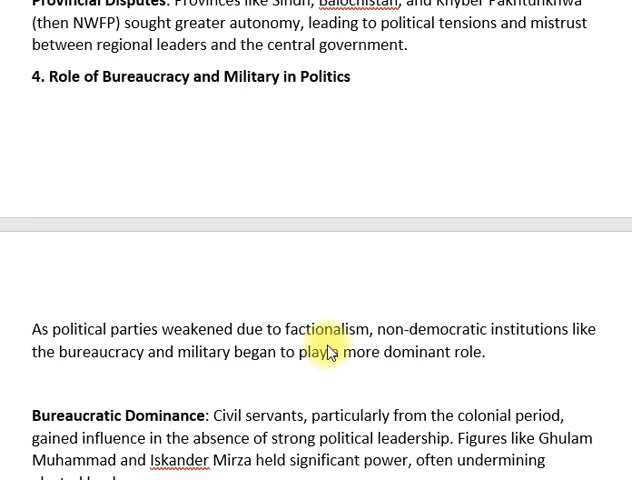 Provincial Disputes: Provinces like Sindh, Balochistan, and Khyber Pakhtunkhwa
(then NWFP) sought greater autonomy, leading to political tensions and mistrust
between regional leaders and the central government.
4. Role of Bureaucracy and Military in Politics
As political parties weakened due to factionalism, non-democratic institutions like
the bureaucracy and military began to play a more dominant role.
Bureaucratic Dominance: Civil servants, particularly from the colonial period,
gained influence in the absence of strong political leadership. Figures like Ghulam
Muhammad and Iskander Mirza held significant power, often undermining